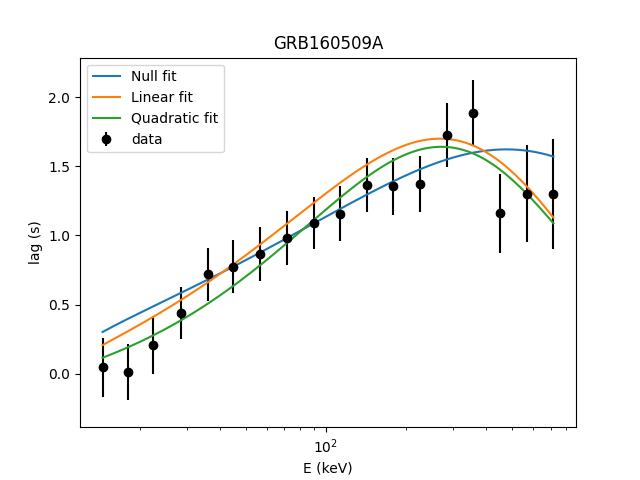 GRB160509A
Null fit
Linear fit
Quadratic fit
data
2.0
1.5
1.0
0.5
0.0
lag (s)
10²
E (keV)